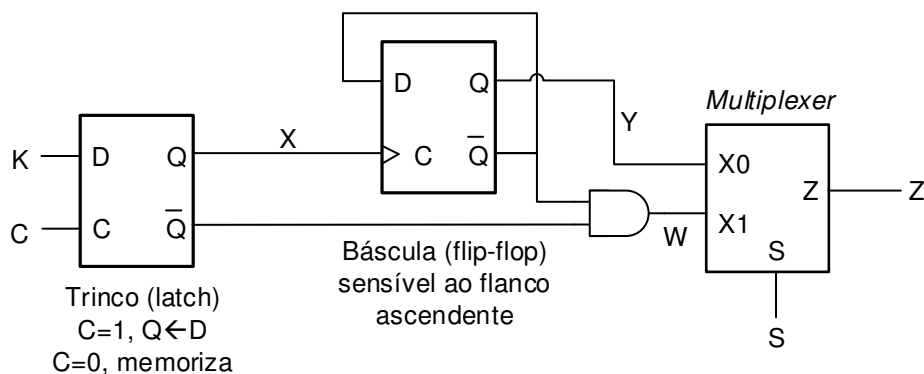 D Q
Multiplexer
Y
K D Q X C Q
X0
Z Z
C C Q
W X1
S
Báscula (flip-flop)
sensível ao flanco
ascendente
Trinco (latch)
C=1, Q←D
C=0, memoriza
S